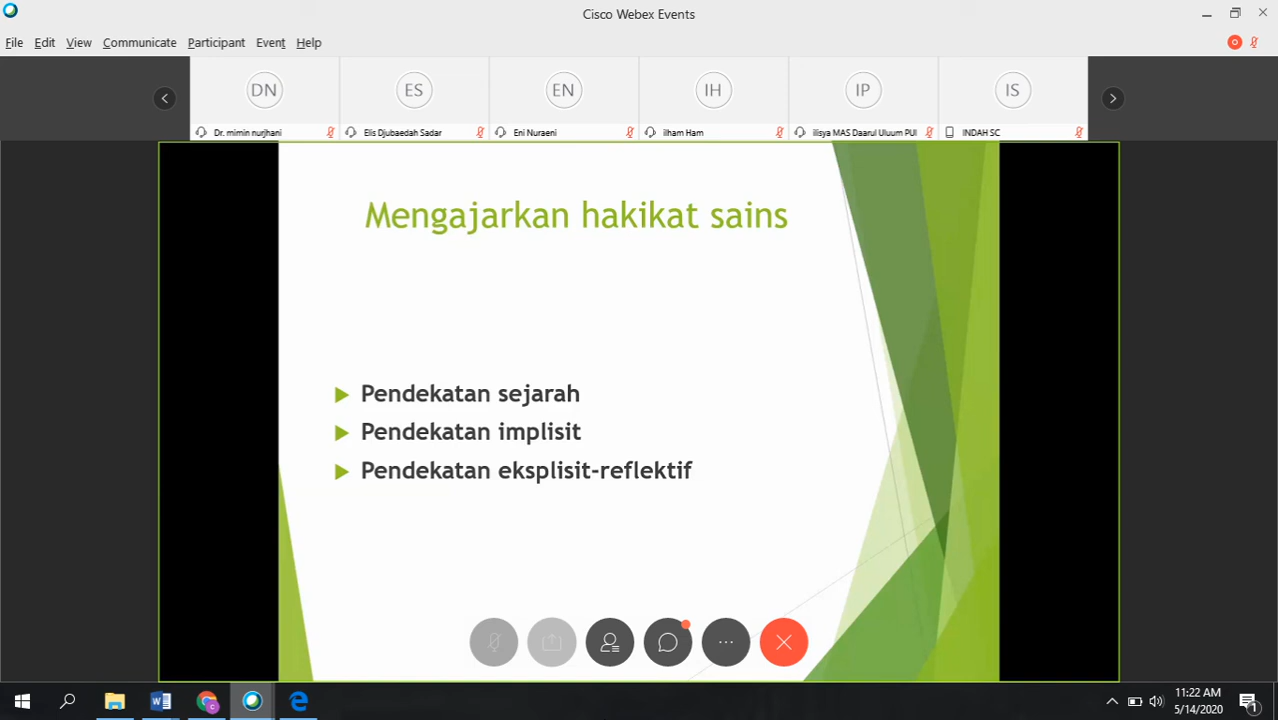 Cisco Webex Events
File Edit View Communicate Participant Event Help
DN ES EN IH IP IS
Dr. mimin nurjhani Elis Djubaedah Sadar Eni Nuraeni ilham Ham ilisya MAS Daarul Uluum PUI INDAH SC
Mengajarkan hakikat sains
Pendekatan sejarah
Pendekatan implisit
Pendekatan eksplisit-reflektif
11:22 AM
5/14/2020
1